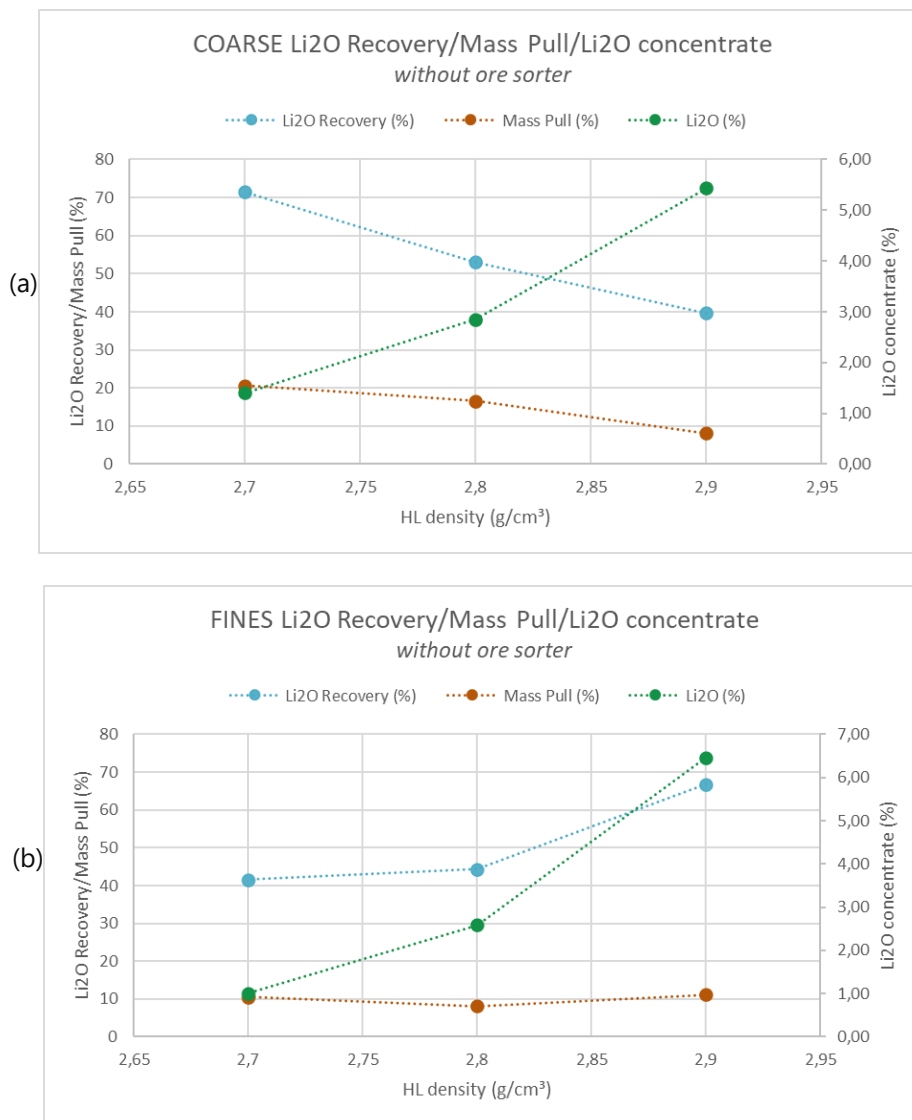 COARSE Li2O Recovery/Mass Pull/Li2O concentrate
without ore sorter
Li2O Recovery (%) Mass Pull (%) Li2O (%)
(a)
Li2O Recovery/Mass Pull (%)
80
70
60
50
40
30
20
10
0
6,00
5,00
4,00
3,00
2,00
1,00
0,00
Li2O concentrate (%)
2,65 2,7 2,75 2,8 2,85 2,9 2,95
HL density (g/cm³)
FINES Li2O Recovery/Mass Pull/Li2O concentrate
without ore sorter
Li2O Recovery (%) Mass Pull (%) Li2O (%)
(b)
Li2O Recovery/Mass Pull (%)
80
70
60
50
40
30
20
10
0
7,00
6,00
5,00
4,00
3,00
2,00
1,00
0,00
Li2O concentrate (%)
2,65 2,7 2,75 2,8 2,85 2,9 2,95
HL density (g/cm³)